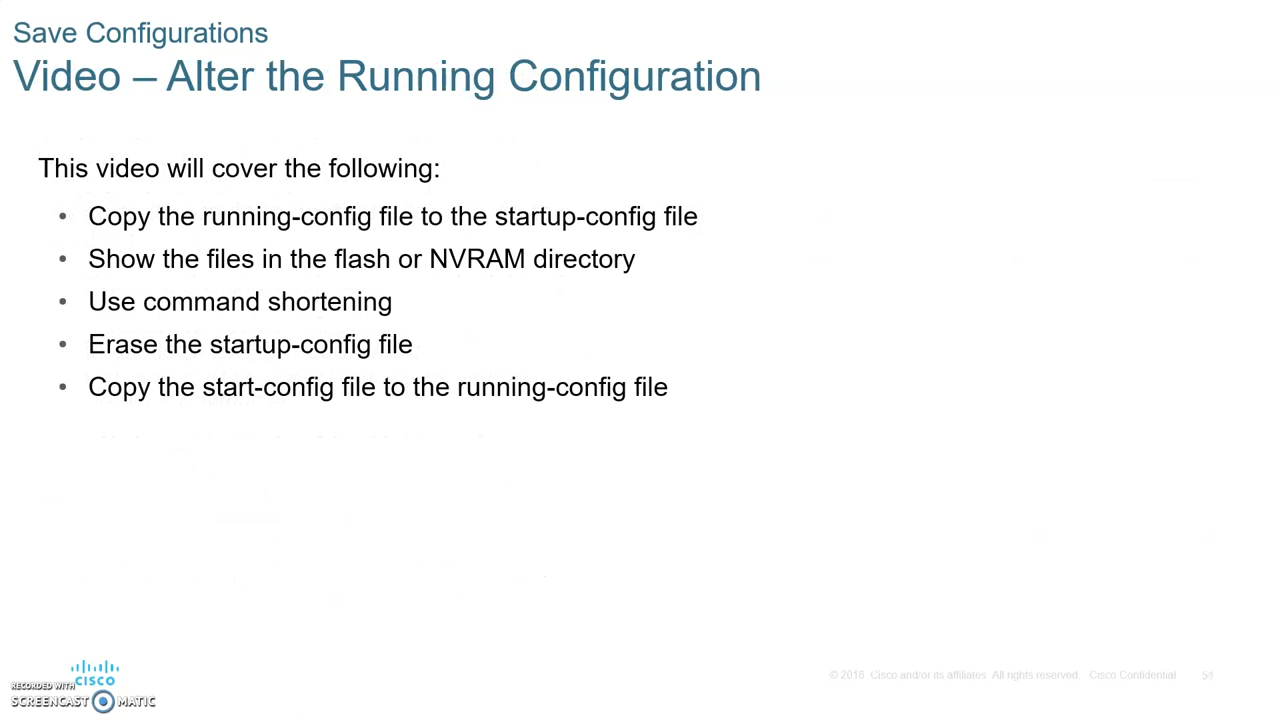 Save Configurations
Video – Alter the Running Configuration
This video will cover the following:
• Copy the running-config file to the startup-config file
• Show the files in the flash or NVRAM directory
• Use command shortening
• Erase the startup-config file
• Copy the start-config file to the running-config file
CISCO
RECORDED WITH
SCREENCAST MATIC
© 2016 Cisco and/or its affiliates. All rights reserved. Cisco Confidential